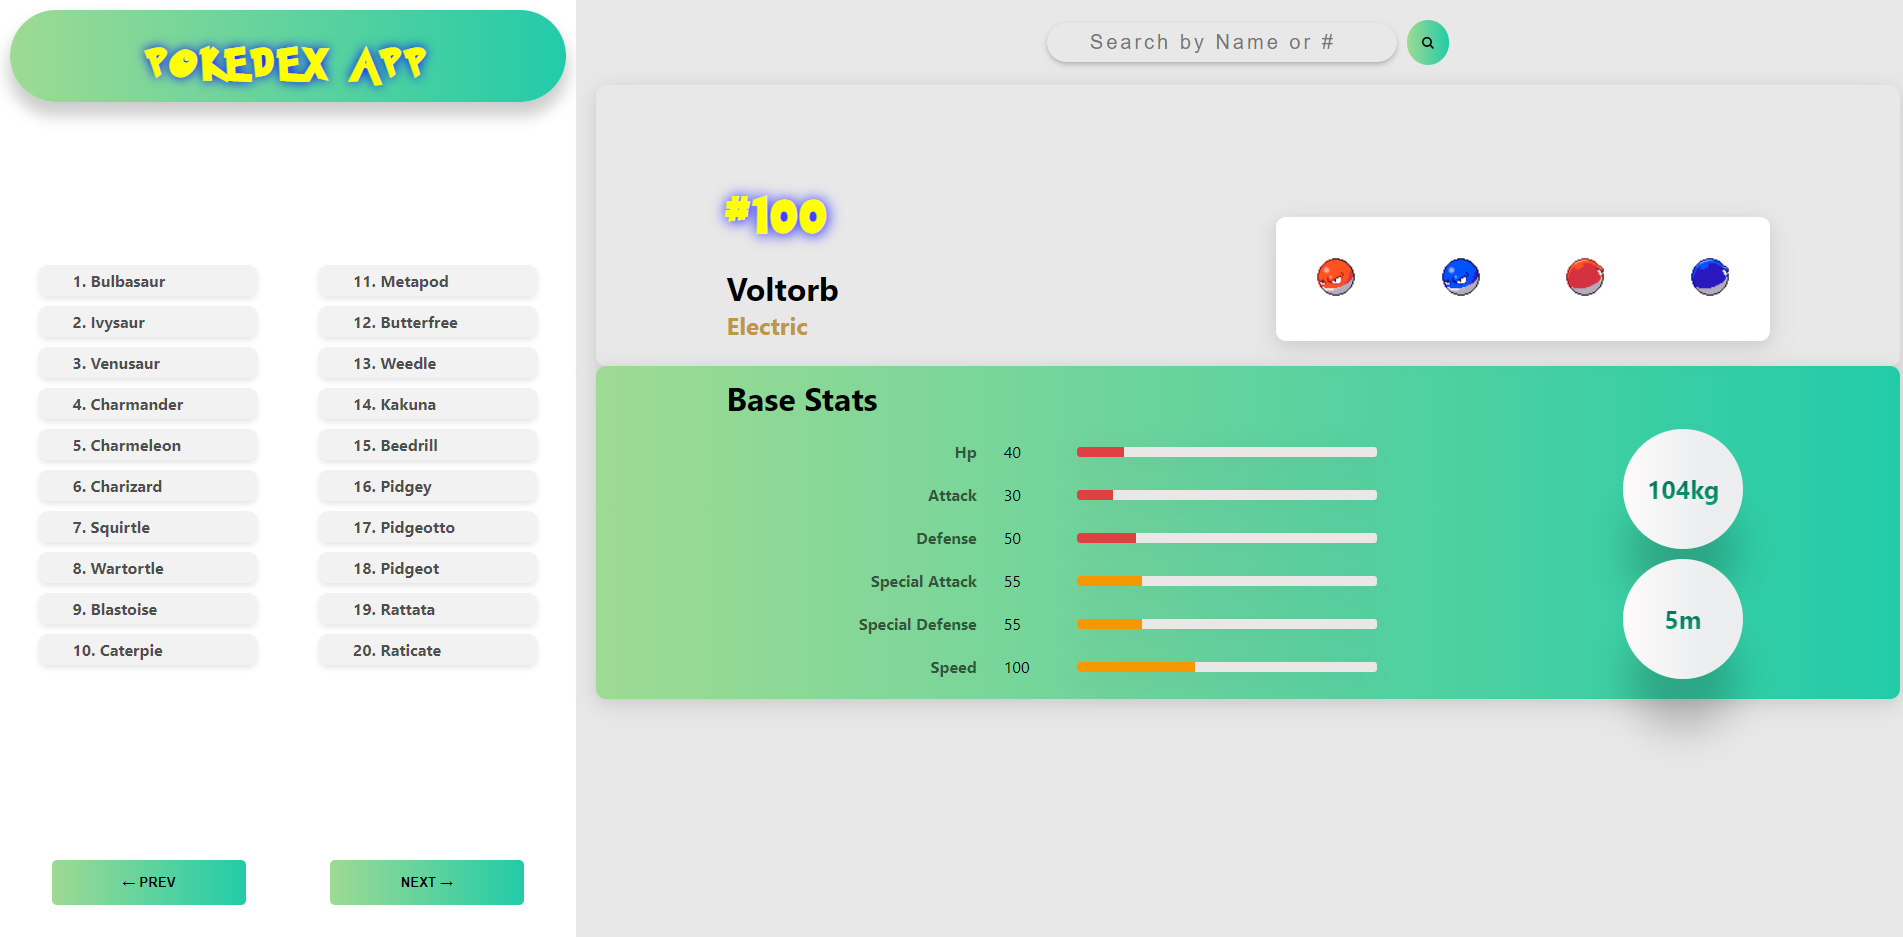 POKEDEX APP
1. Bulbasaur
2. Ivysaur
3. Venusaur
4. Charmander
5. Charmeleon
6. Charizard
7. Squirtle
8. Wartortle
9. Blastoise
10. Caterpie
11. Metapod
12. Butterfree
13. Weedle
14. Kakuna
15. Beedrill
16. Pidgey
17. Pidgeotto
18. Pidgeot
19. Rattata
20. Raticate
← PREV
NEXT →
Search by Name or #
#100
Voltorb
Electric
Base Stats
Hp 40
Attack 30
Defense 50
Special Attack 55
Special Defense 55
Speed 100
104kg
5m